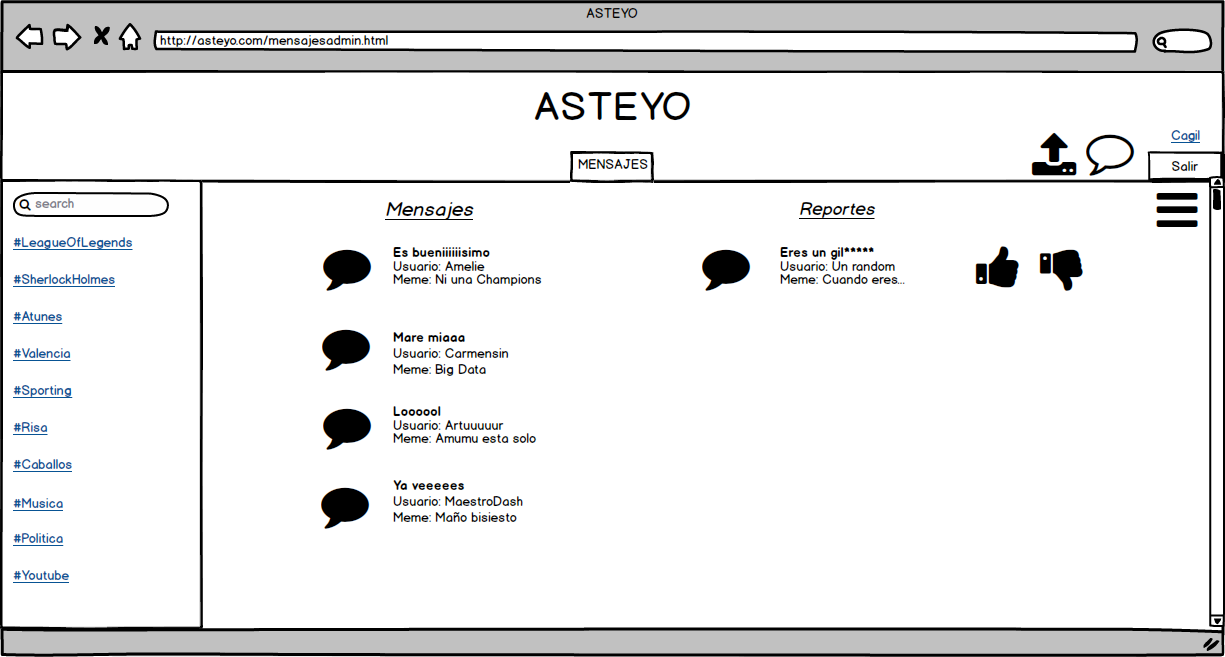 ASTEYO
http://asteyo.com/mensajesadmin.html
ASTEYO
Cagil
MENSAJES
Salir
search
#LeagueOfLegends
#SherlockHolmes
#Atunes
#Valencia
#Sporting
#Risa
#Caballos
#Musica
#Politica
#Youtube
Mensajes
Es bueniiiiiisimo
Usuario: Amelie
Meme: Ni una Champions
Mare miaaa
Usuario: Carmensin
Meme: Big Data
Loooool
Usuario: Artuuuuur
Meme: Amumu esta solo
Ya veeeees
Usuario: MaestroDash
Meme: Maño bisiesto
Reportes
Eres un gil*****
Usuario: Un random
Meme: Cuando eres...